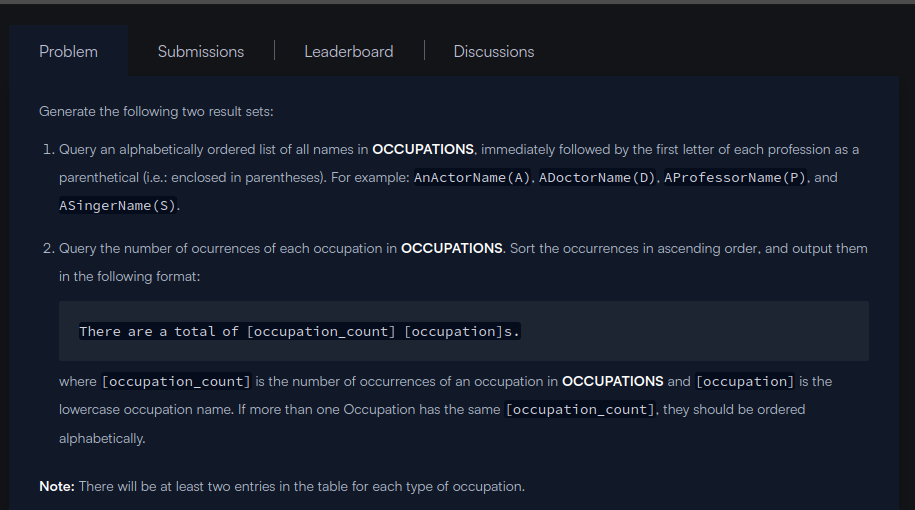 Problem
Submissions
Leaderboard
Discussions
Generate the following two result sets:
1. Query an alphabetically ordered list of all names in OCCUPATIONS, immediately followed by the first letter of each profession as a
parenthetical (i.e.: enclosed in parentheses). For example: AnActorName(A), ADoctorName(D), AProfessorName(P), and
ASingerName(S).
2. Query the number of ocurrences of each occupation in OCCUPATIONS. Sort the occurrences in ascending order, and output them
in the following format:
There are a total of [occupation_count] [occupation]s.
where [occupation_count] is the number of occurrences of an occupation in OCCUPATIONS and [occupation] is the
lowercase occupation name. If more than one Occupation has the same [occupation_count], they should be ordered
alphabetically.
Note: There will be at least two entries in the table for each type of occupation.